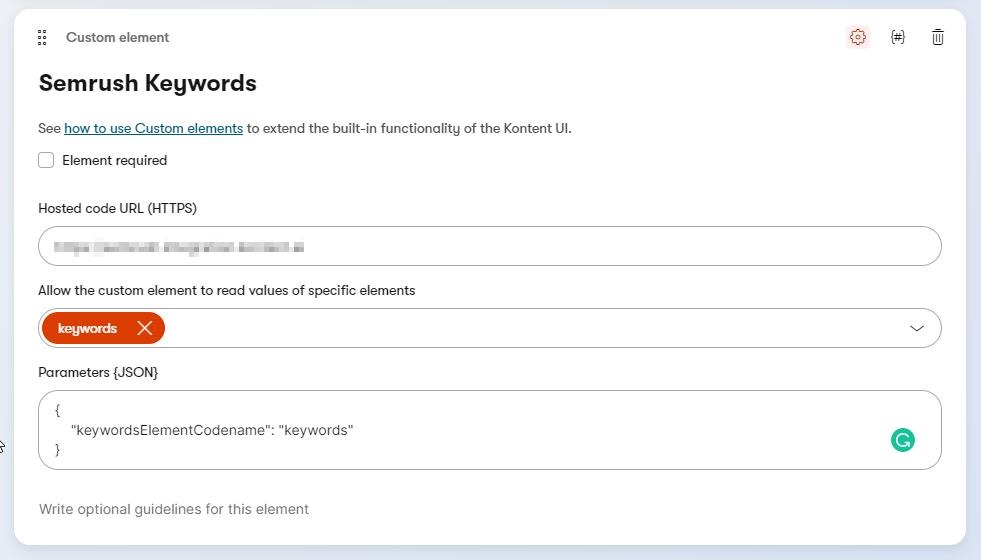 Custom element
Semrush Keywords
See how to use Custom elements to extend the built-in functionality of the Kontent UI.
Element required
Hosted code URL (HTTPS)
Allow the custom element to read values of specific elements
keywords
Parameters {JSON}
{
"keywordsElementCodename": "keywords"
}
Write optional guidelines for this element